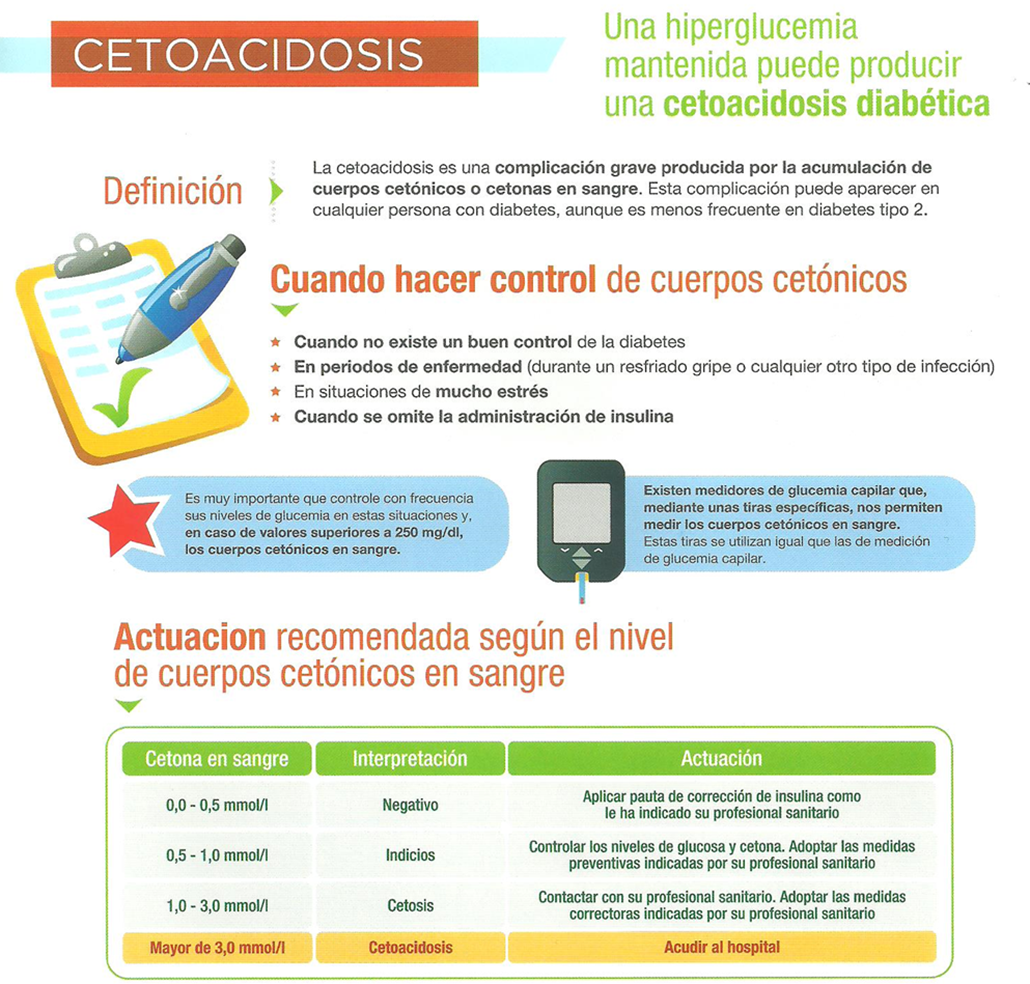 CETOACIDOSIS
Una hiperglucemia
mantenida puede producir
una cetoacidosis diabética
Definición
La cetoacidosis es una complicación grave producida por la acumulación de
cuerpos cetónicos o cetonas en sangre. Esta complicación puede aparecer en
cualquier persona con diabetes, aunque es menos frecuente en diabetes tipo 2.
Cuando hacer control de cuerpos cetónicos
Cuando no existe un buen control de la diabetes
En periodos de enfermedad (durante un resfriado gripe o cualquier otro tipo de infección)
En situaciones de mucho estrés
Cuando se omite la administración de insulina
Es muy importante que controle con frecuencia
sus niveles de glucemia en estas situaciones y,
en caso de valores superiores a 250 mg/dl,
los cuerpos cetónicos en sangre.
Existen medidores de glucemia capilar que,
mediante unas tiras específicas, nos permiten
medir los cuerpos cetónicos en sangre.
Estas tiras se utilizan igual que las de medición
de glucemia capilar.
Actuacion recomendada según el nivel
de cuerpos cetónicos en sangre
Cetona en sangre Interpretación Actuación
0,0 - 0,5 mmol/l Negativo Aplicar pauta de corrección de insulina como
le ha indicado su profesional sanitario
0,5 - 1,0 mmol/l Indicios Controlar los niveles de glucosa y cetona. Adoptar las medidas
preventivas indicadas por su profesional sanitario
1,0 - 3,0 mmol/l Cetosis Contactar con su profesional sanitario. Adoptar las medidas
correctoras indicadas por su profesional sanitario
Mayor de 3,0 mmol/l Cetoacidosis Acudir al hospital